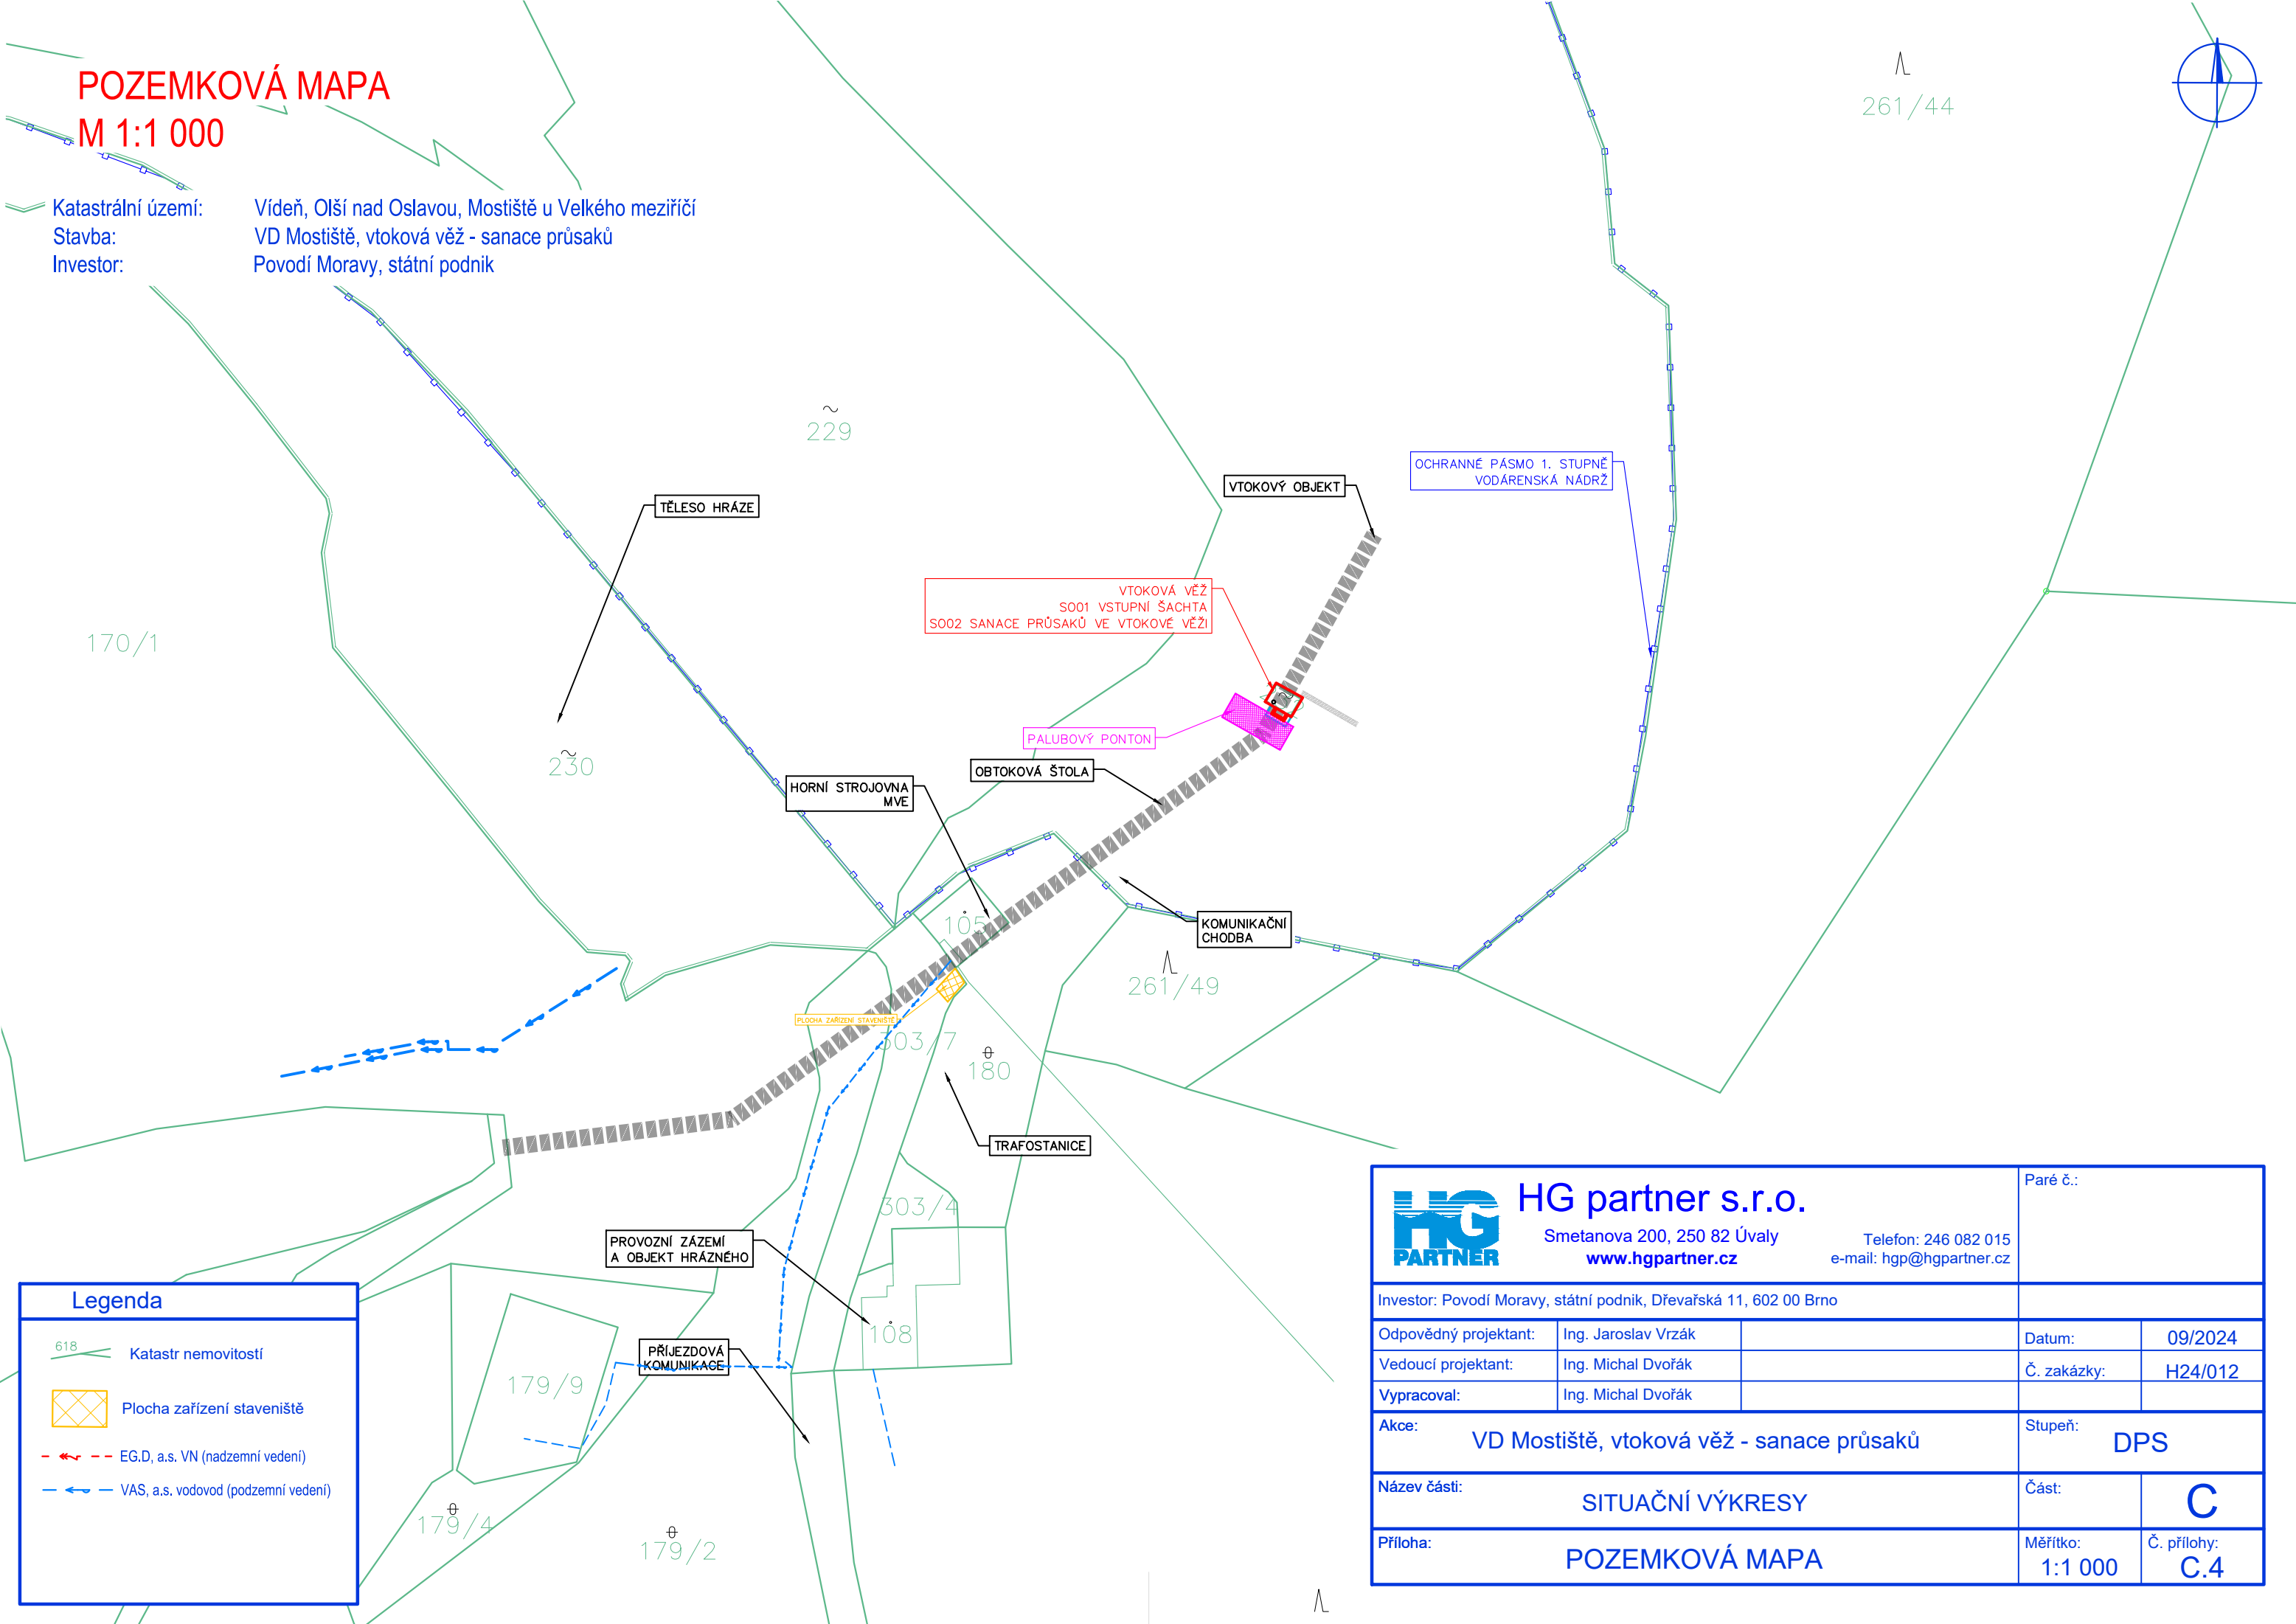 POZEMKOVÁ MAPA
M 1:1 000
Katastrální území: Vídeň, Olší nad Oslavou, Mostiště u Velkého meziříčí
Stavba: VD Mostiště, vtoková věž - sanace průsaků
Investor: Povodí Moravy, státní podnik
261/44
229
TĚLESO HRÁZE
VTOKOVÝ OBJEKT
OCHRANNÉ PÁSMO 1. STUPNĚ
VODÁRENSKÁ NÁDRŽ
VTOKOVÁ VĚŽ
SO01 VSTUPNÍ ŠACHTA
SO02 SANACE PRŮSAKŮ VE VTOKOVÉ VĚŽI
170/1
PALUBOVÝ PONTON
230
OBTOKOVÁ ŠTOLA
HORNÍ STROJOVNA
MVE
105
KOMUNIKAČNÍ
CHODBA
261/49
PLOCHA ZAŘÍZENÍ STAVENIŠTĚ
303/7
180
TRAFOSTANICE
303/4
PROVOZNÍ ZÁZEMÍ
A OBJEKT HRÁZNÉHO
108
PŘÍJEZDOVÁ
KOMUNIKACE
179/9
179/4
179/2
Legenda
618 Katastr nemovitostí
Plocha zařízení staveniště
EG.D, a.s. VN (nadzemní vedení)
VAS, a.s. vodovod (podzemní vedení)
HG
PARTNER
HG partner s.r.o.
Smetanova 200, 250 82 Úvaly
www.hgpartner.cz
Telefon: 246 082 015
e-mail: hgp@hgpartner.cz
Paré č.:
Investor: Povodí Moravy, státní podnik, Dřevařská 11, 602 00 Brno
Odpovědný projektant: Ing. Jaroslav Vrzák
Datum: 09/2024
Vedoucí projektant: Ing. Michal Dvořák
Č. zakázky: H24/012
Vypracoval: Ing. Michal Dvořák
Akce: VD Mostiště, vtoková věž - sanace průsaků
Stupeň: DPS
Název části: SITUAČNÍ VÝKRESY
Část: C
Příloha: POZEMKOVÁ MAPA
Měřítko: 1:1 000
Č. přílohy: C.4